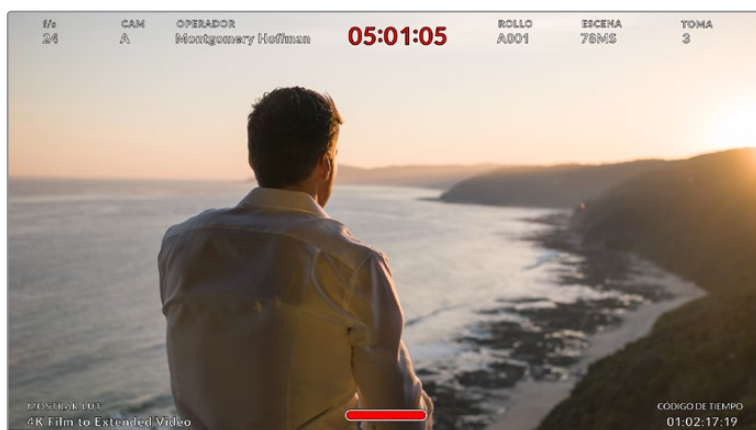 f/s CAM OPERADOR ROLLO ESCENA TOMA
24 A Montgomery Hoffman 05:01:05 A001 78MS 3
MOSTRAR LUT CÓDIGO DE TIEMPO
4K Film to Extended Video 01:02:17:19